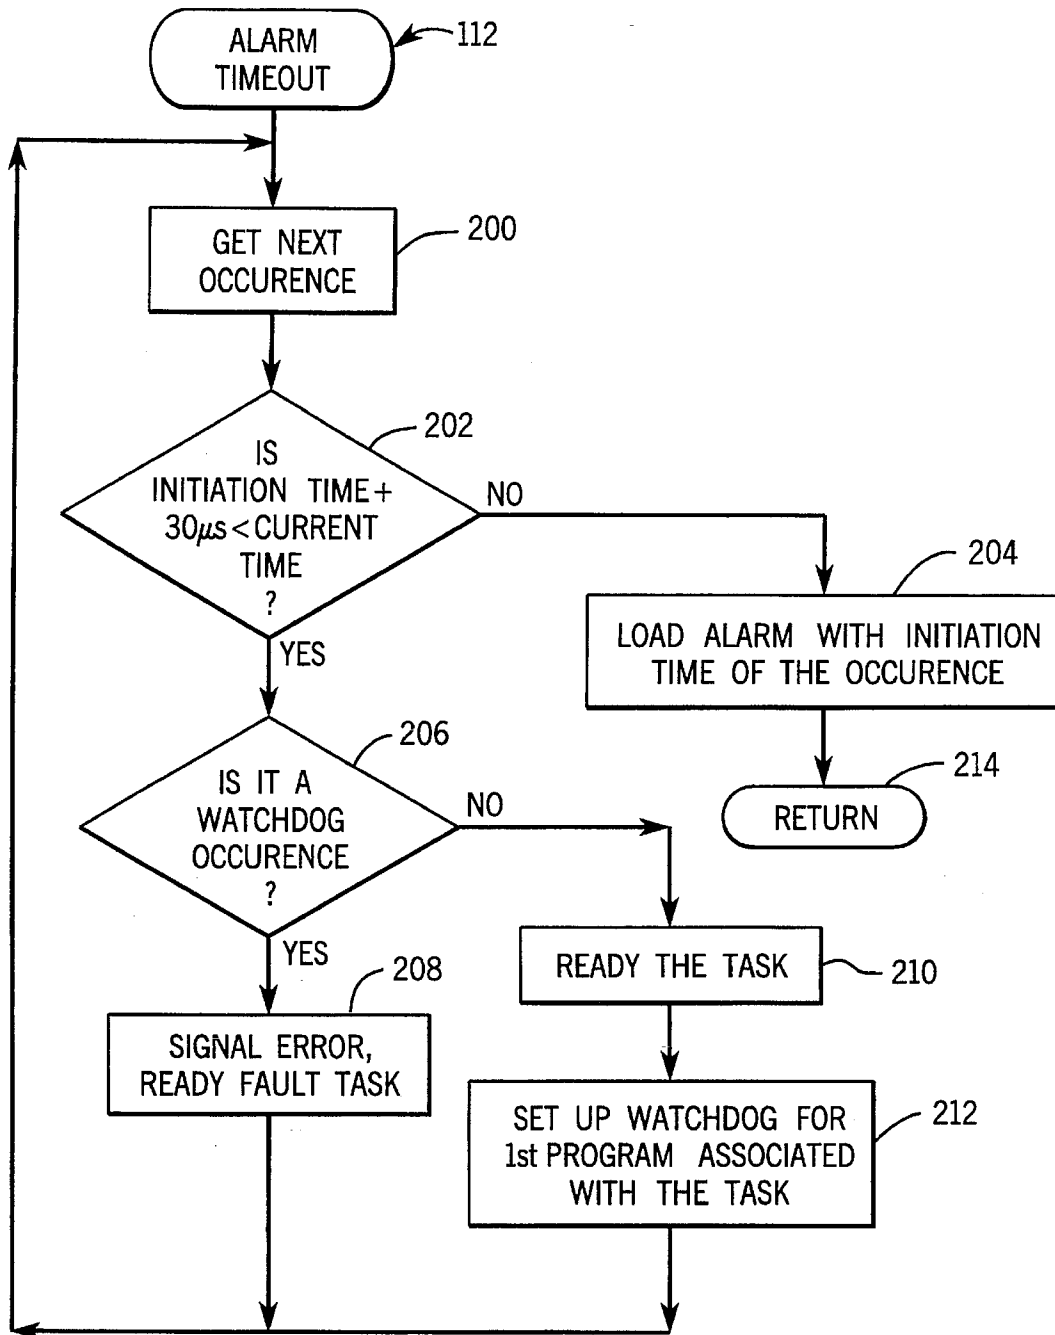 ALARM
TIMEOUT
112
GET NEXT
OCCURENCE
200
IS
INITIATION TIME+
30µs<CURRENT
TIME
?
202
NO
YES
204
LOAD ALARM WITH INITIATION
TIME OF THE OCCURENCE
214
RETURN
IS IT A
WATCHDOG
OCCURENCE
?
206
NO
YES
208
SIGNAL ERROR,
READY FAULT TASK
READY THE TASK
210
SET UP WATCHDOG FOR
1st PROGRAM ASSOCIATED
WITH THE TASK
212